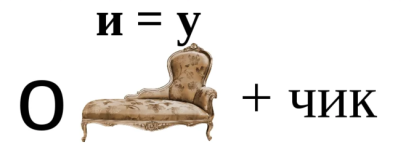 и = у
О + чик